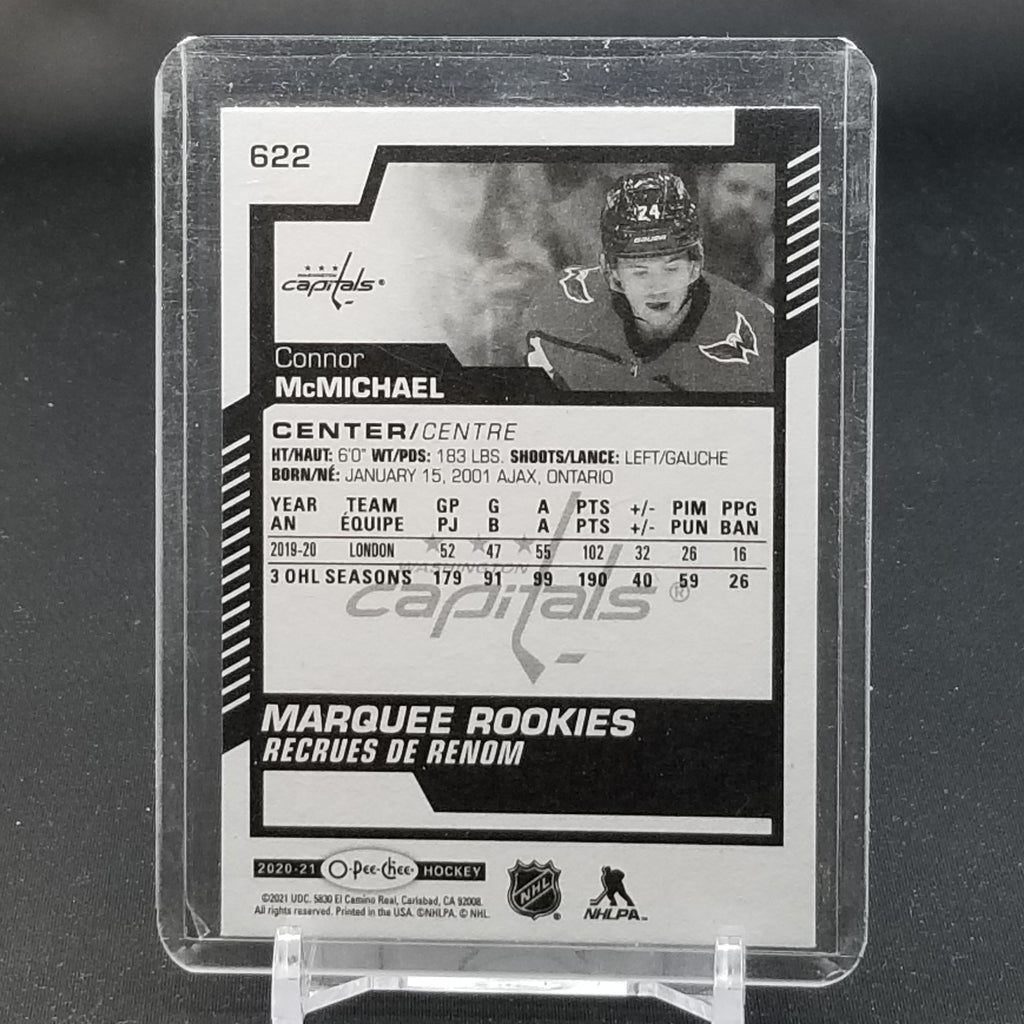 622
24
BAUER
WASHINGTON
capitals®
Connor
McMICHAEL
CENTER/CENTRE
HT/HAUT: 6'0" WT/PDS: 183 LBS. SHOOTS/LANCE: LEFT/GAUCHE
BORN/NÉ: JANUARY 15, 2001 AJAX, ONTARIO
YEAR TEAM GP G A PTS +/- PIM PPG
AN ÉQUIPE PJ B A PTS +/- PUN BAN
2019-20 LONDON 52 47 55 102 32 26 16
3 OHL SEASONS 179 91 99 190 40 59 26
WASHINGTON
capitals®
MARQUEE ROOKIES
RECRUES DE RENOM
2020-21 O-Pee-Chee HOCKEY
©2021 UDC. 5830 El Camino Real, Carlsbad, CA 92008.
All rights reserved. Printed in the USA. ©NHLPA. © NHL.
NHL®
NHLPA™